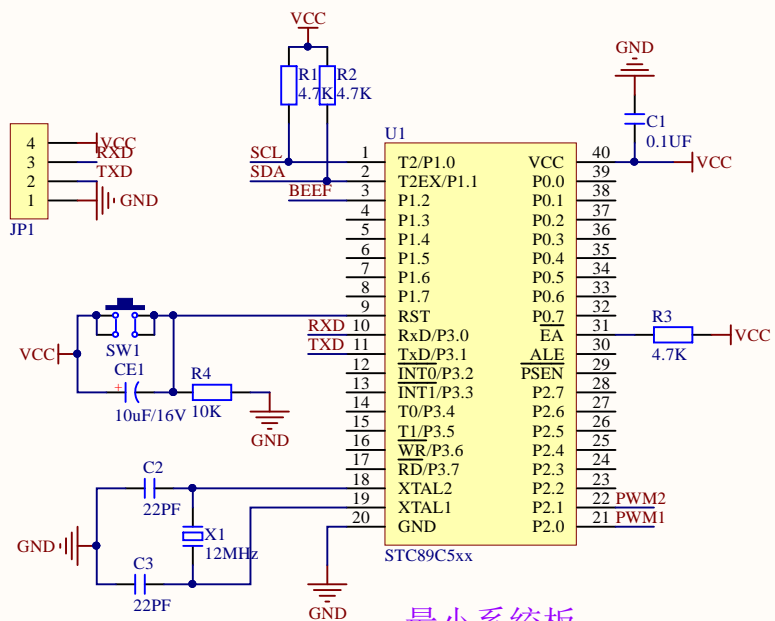 VCC
R1
4.7K
R2
4.7K
GND
C1
0.1UF
VCC
4
3
2
1
VCC
RXD
TXD
GND
JP1
SCL
SDA
BEEF
U1
1 T2/P1.0
2 T2EX/P1.1
3 P1.2
4 P1.3
5 P1.4
6 P1.5
7 P1.6
8 P1.7
9 RST
10 RxD/P3.0
11 TxD/P3.1
12 INT0/P3.2
13 INT1/P3.3
14 T0/P3.4
15 T1/P3.5
16 WR/P3.6
17 RD/P3.7
18 XTAL2
19 XTAL1
20 GND
VCC 40
P0.0 39
P0.1 38
P0.2 37
P0.3 36
P0.4 35
P0.5 34
P0.6 33
P0.7 32
EA 31
ALE 30
PSEN 29
P2.7 28
P2.6 27
P2.5 26
P2.4 25
P2.3 24
P2.2 23
P2.1 22 PWM2
P2.0 21 PWM1
STC89C5xx
R3
4.7K
VCC
RXD
TXD
SW1
VCC
CE1
+
10uF/16V
R4
10K
GND
C2
22PF
X1
12MHz
GND
C3
22PF
GND
最小系统板